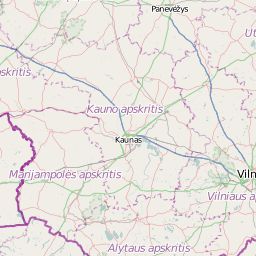 Panevėžys
Ut
apskritis
Kauno apskritis
Kaunas
Viln
Marijampolės apskritis
Vilniaus a
Alytaus apskritis